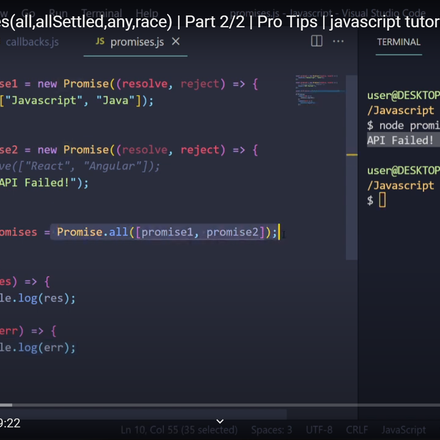 es(all,allSettled,any,race) | Part 2/2 | Pro Tips | javascript tutor
callbacks.js
JS promises.js
TERMINAL
se1 = new Promise((resolve, reject) => {
["Javascript", "Java"]);
se2 = new Promise((resolve, reject) => {
ve(["React", "Angular"]);
API Failed!");
omises = Promise.all([promise1, promise2]);
es) => {
le.log(res);
err) => {
le.log(err);
user@DESKTOP
/Javascript
$ node promi
API Failed!
user@DESKTOP
/Javascript
$
9:22
Ln 10, Col 55 (35 selected) Spaces: 3 UTF-8 CRLF JavaScript